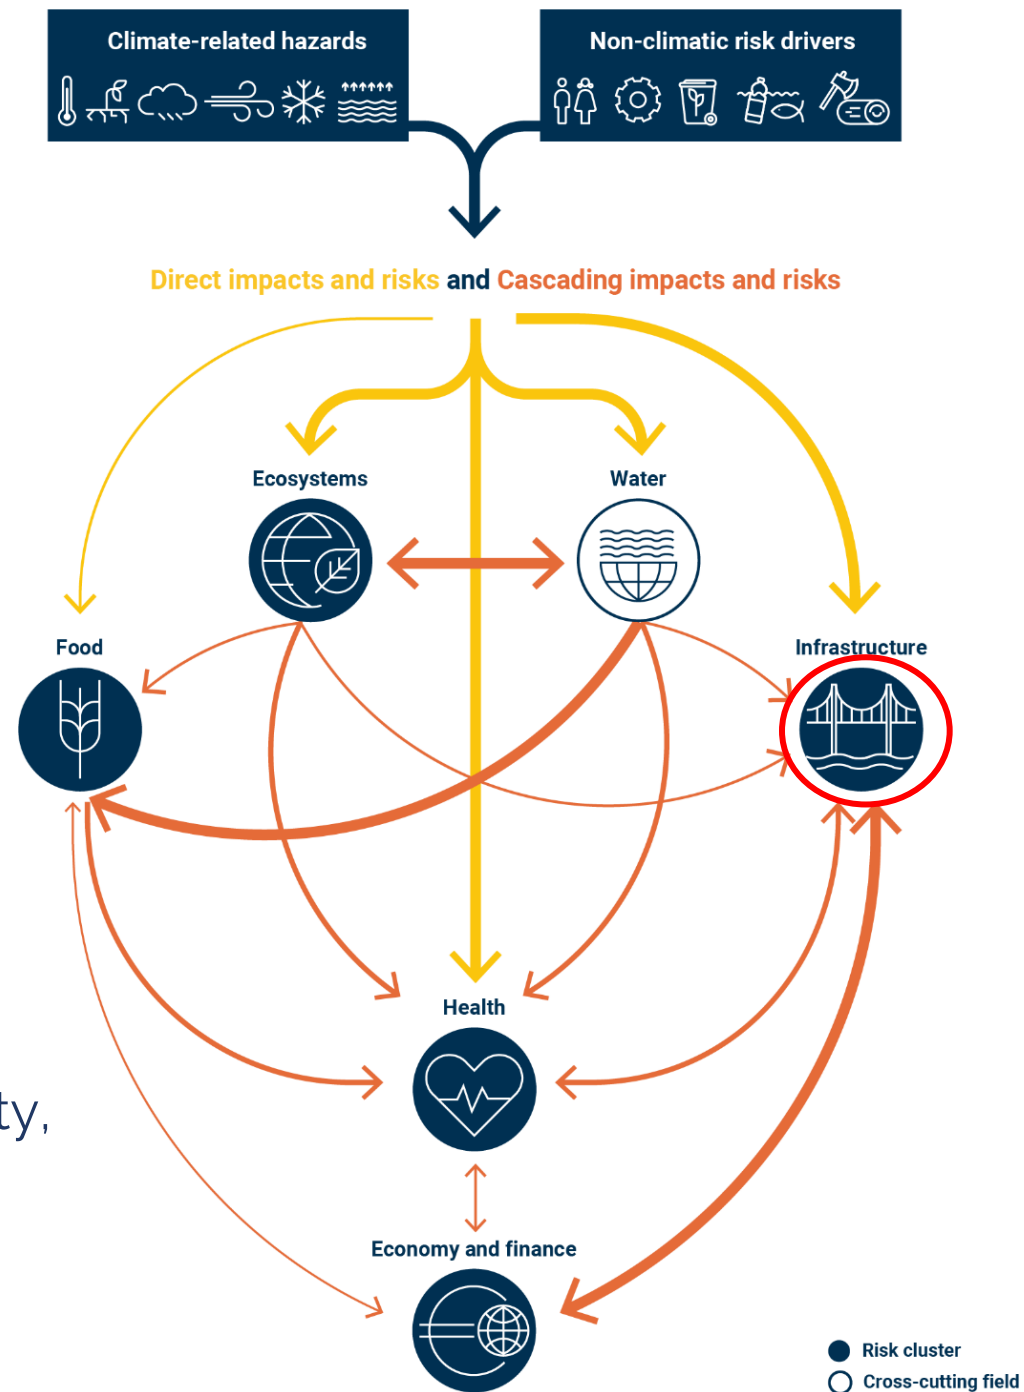 Climate-related hazards
Non-climatic risk drivers
Direct impacts and risks and Cascading impacts and risks
Ecosystems
Water
Food
Infrastructure
Health
ty,
Economy and finance
Risk cluster
Cross-cutting field